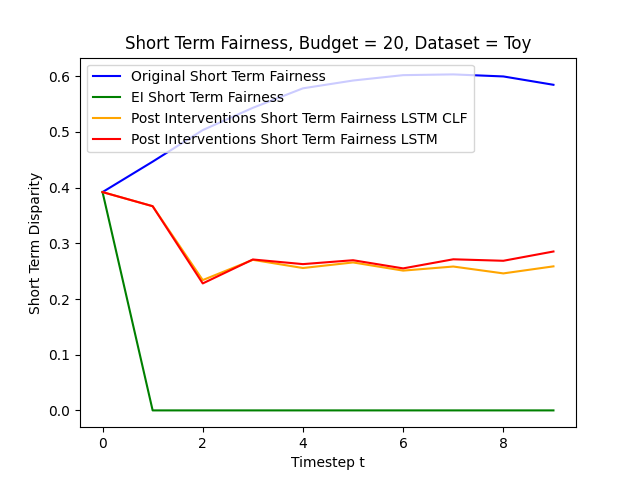 Short Term Fairness, Budget = 20, Dataset = Toy
Original Short Term Fairness
EI Short Term Fairness
Post Interventions Short Term Fairness LSTM CLF
Post Interventions Short Term Fairness LSTM
Short Term Disparity
0.6
0.5
0.4
0.3
0.2
0.1
0.0
0 2 4 6 8
Timestep t